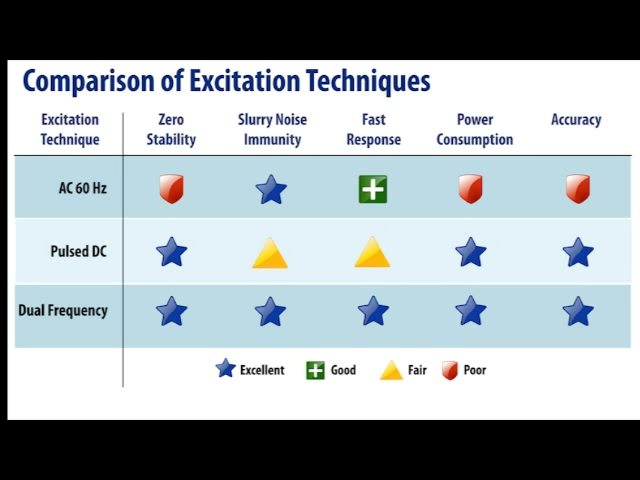 Comparison of Excitation Techniques
Excitation Technique Zero Stability Slurry Noise Immunity Fast Response Power Consumption Accuracy
AC 60 Hz
Pulsed DC
Dual Frequency
Excellent Good Fair Poor